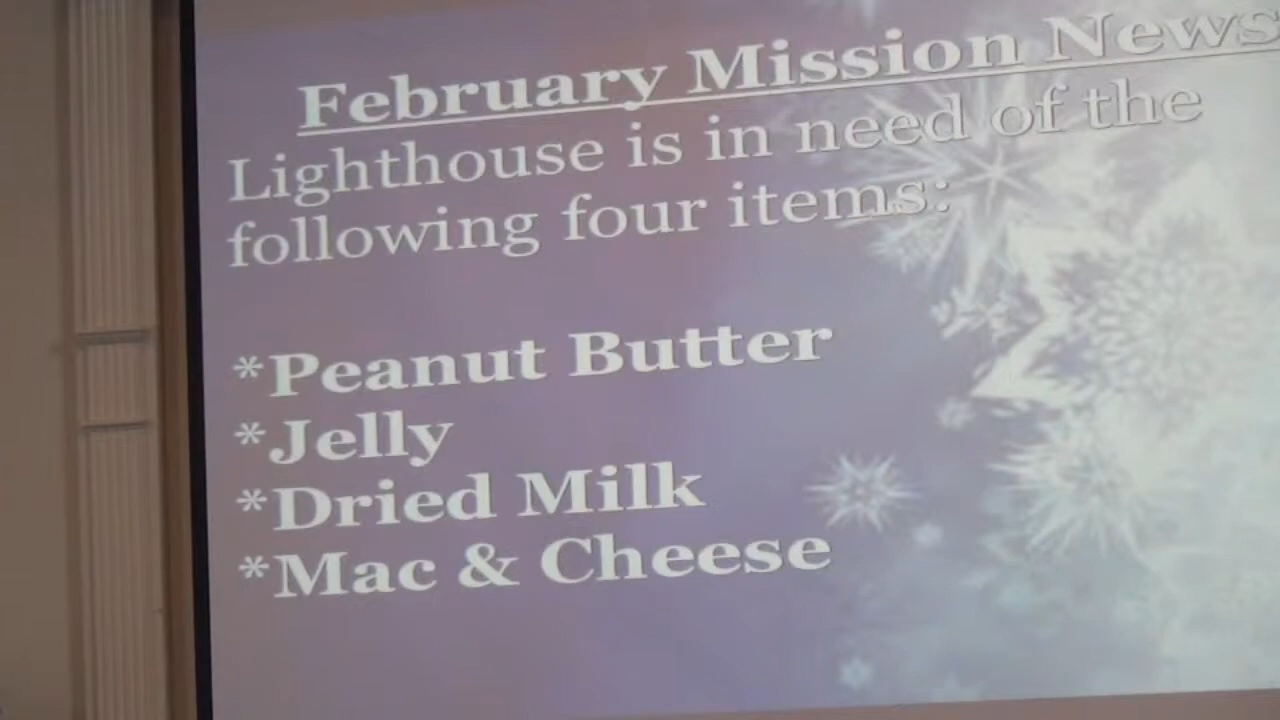 February Mission News
Lighthouse is in need of the
following four items:
*Peanut Butter
*Jelly
*Dried Milk
*Mac & Cheese